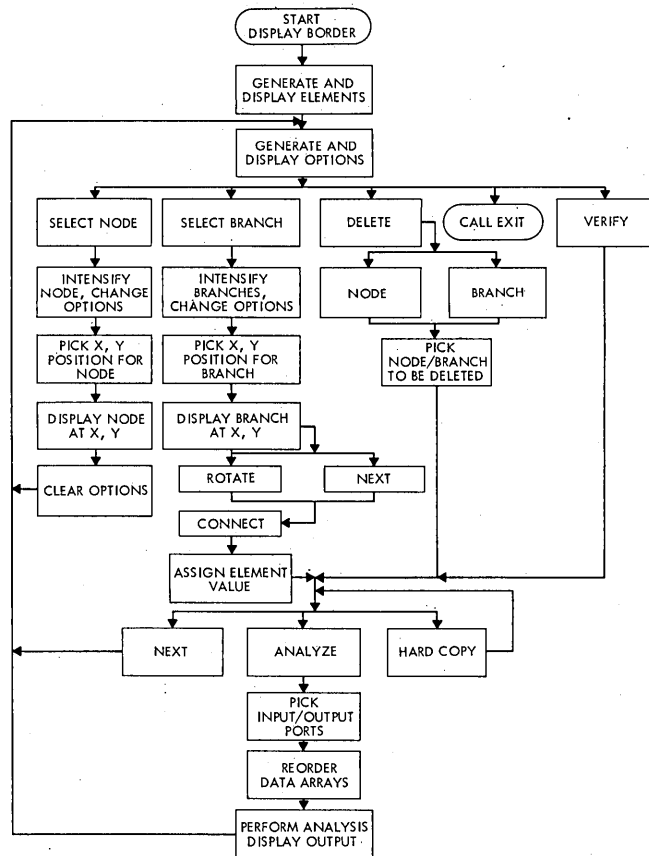 START
DISPLAY BORDER
GENERATE AND
DISPLAY ELEMENTS
GENERATE AND
DISPLAY OPTIONS
SELECT NODE
SELECT BRANCH
DELETE
CALL EXIT
VERIFY
INTENSIFY
NODE, CHANGE
OPTIONS
INTENSIFY
BRANCHES,
CHANGE OPTIONS
NODE
BRANCH
PICK X, Y
POSITION FOR
NODE
PICK X, Y
POSITION FOR
BRANCH
PICK
NODE/BRANCH
TO BE DELETED
DISPLAY NODE
AT X, Y
DISPLAY BRANCH
AT X, Y
CLEAR OPTIONS
ROTATE
NEXT
CONNECT
ASSIGN ELEMENT
VALUE
NEXT
ANALYZE
HARD COPY
PICK
INPUT/OUTPUT
PORTS
REORDER
DATA ARRAYS
PERFORM ANALYSIS
DISPLAY OUTPUT